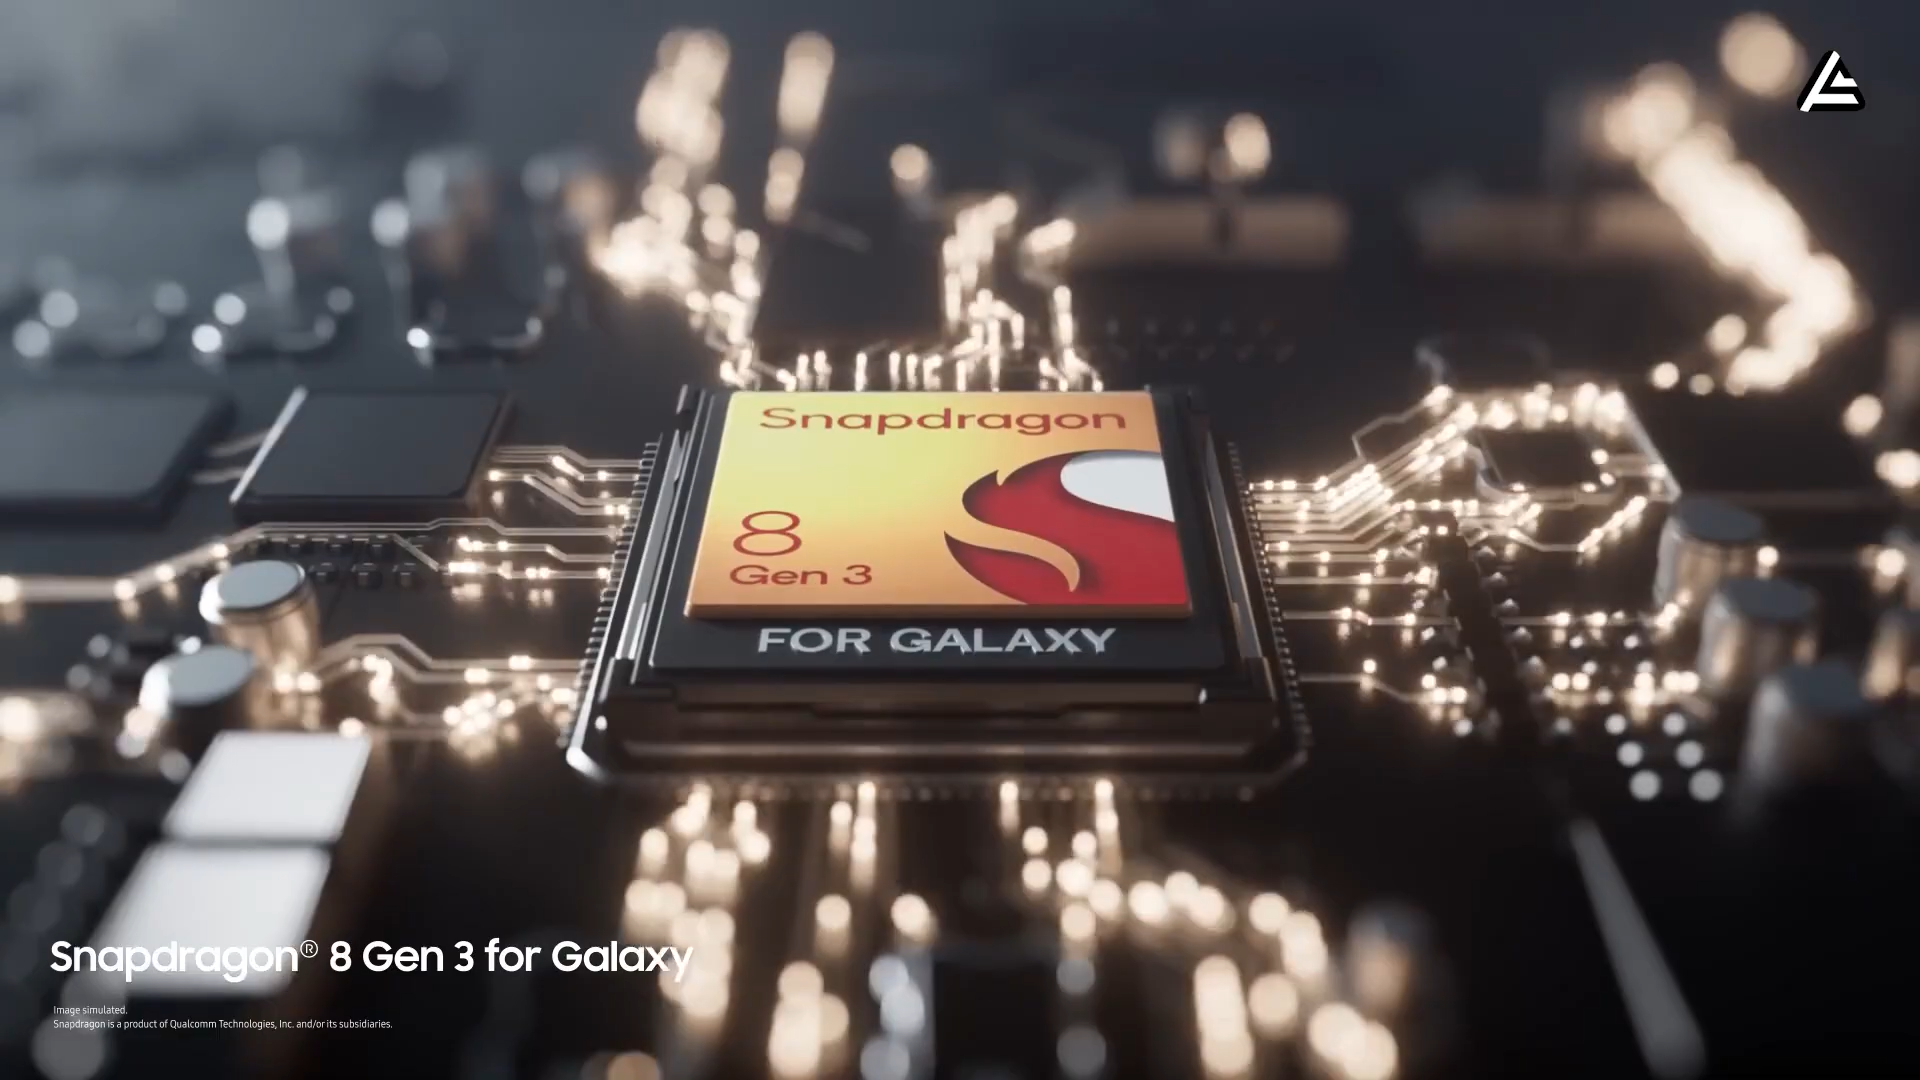 Snapdragon
8
Gen 3
FOR GALAXY
Snapdragon® 8 Gen 3 for Galaxy
Image simulated.
Snapdragon is a product of Qualcomm Technologies, Inc. and/or its subsidiaries.